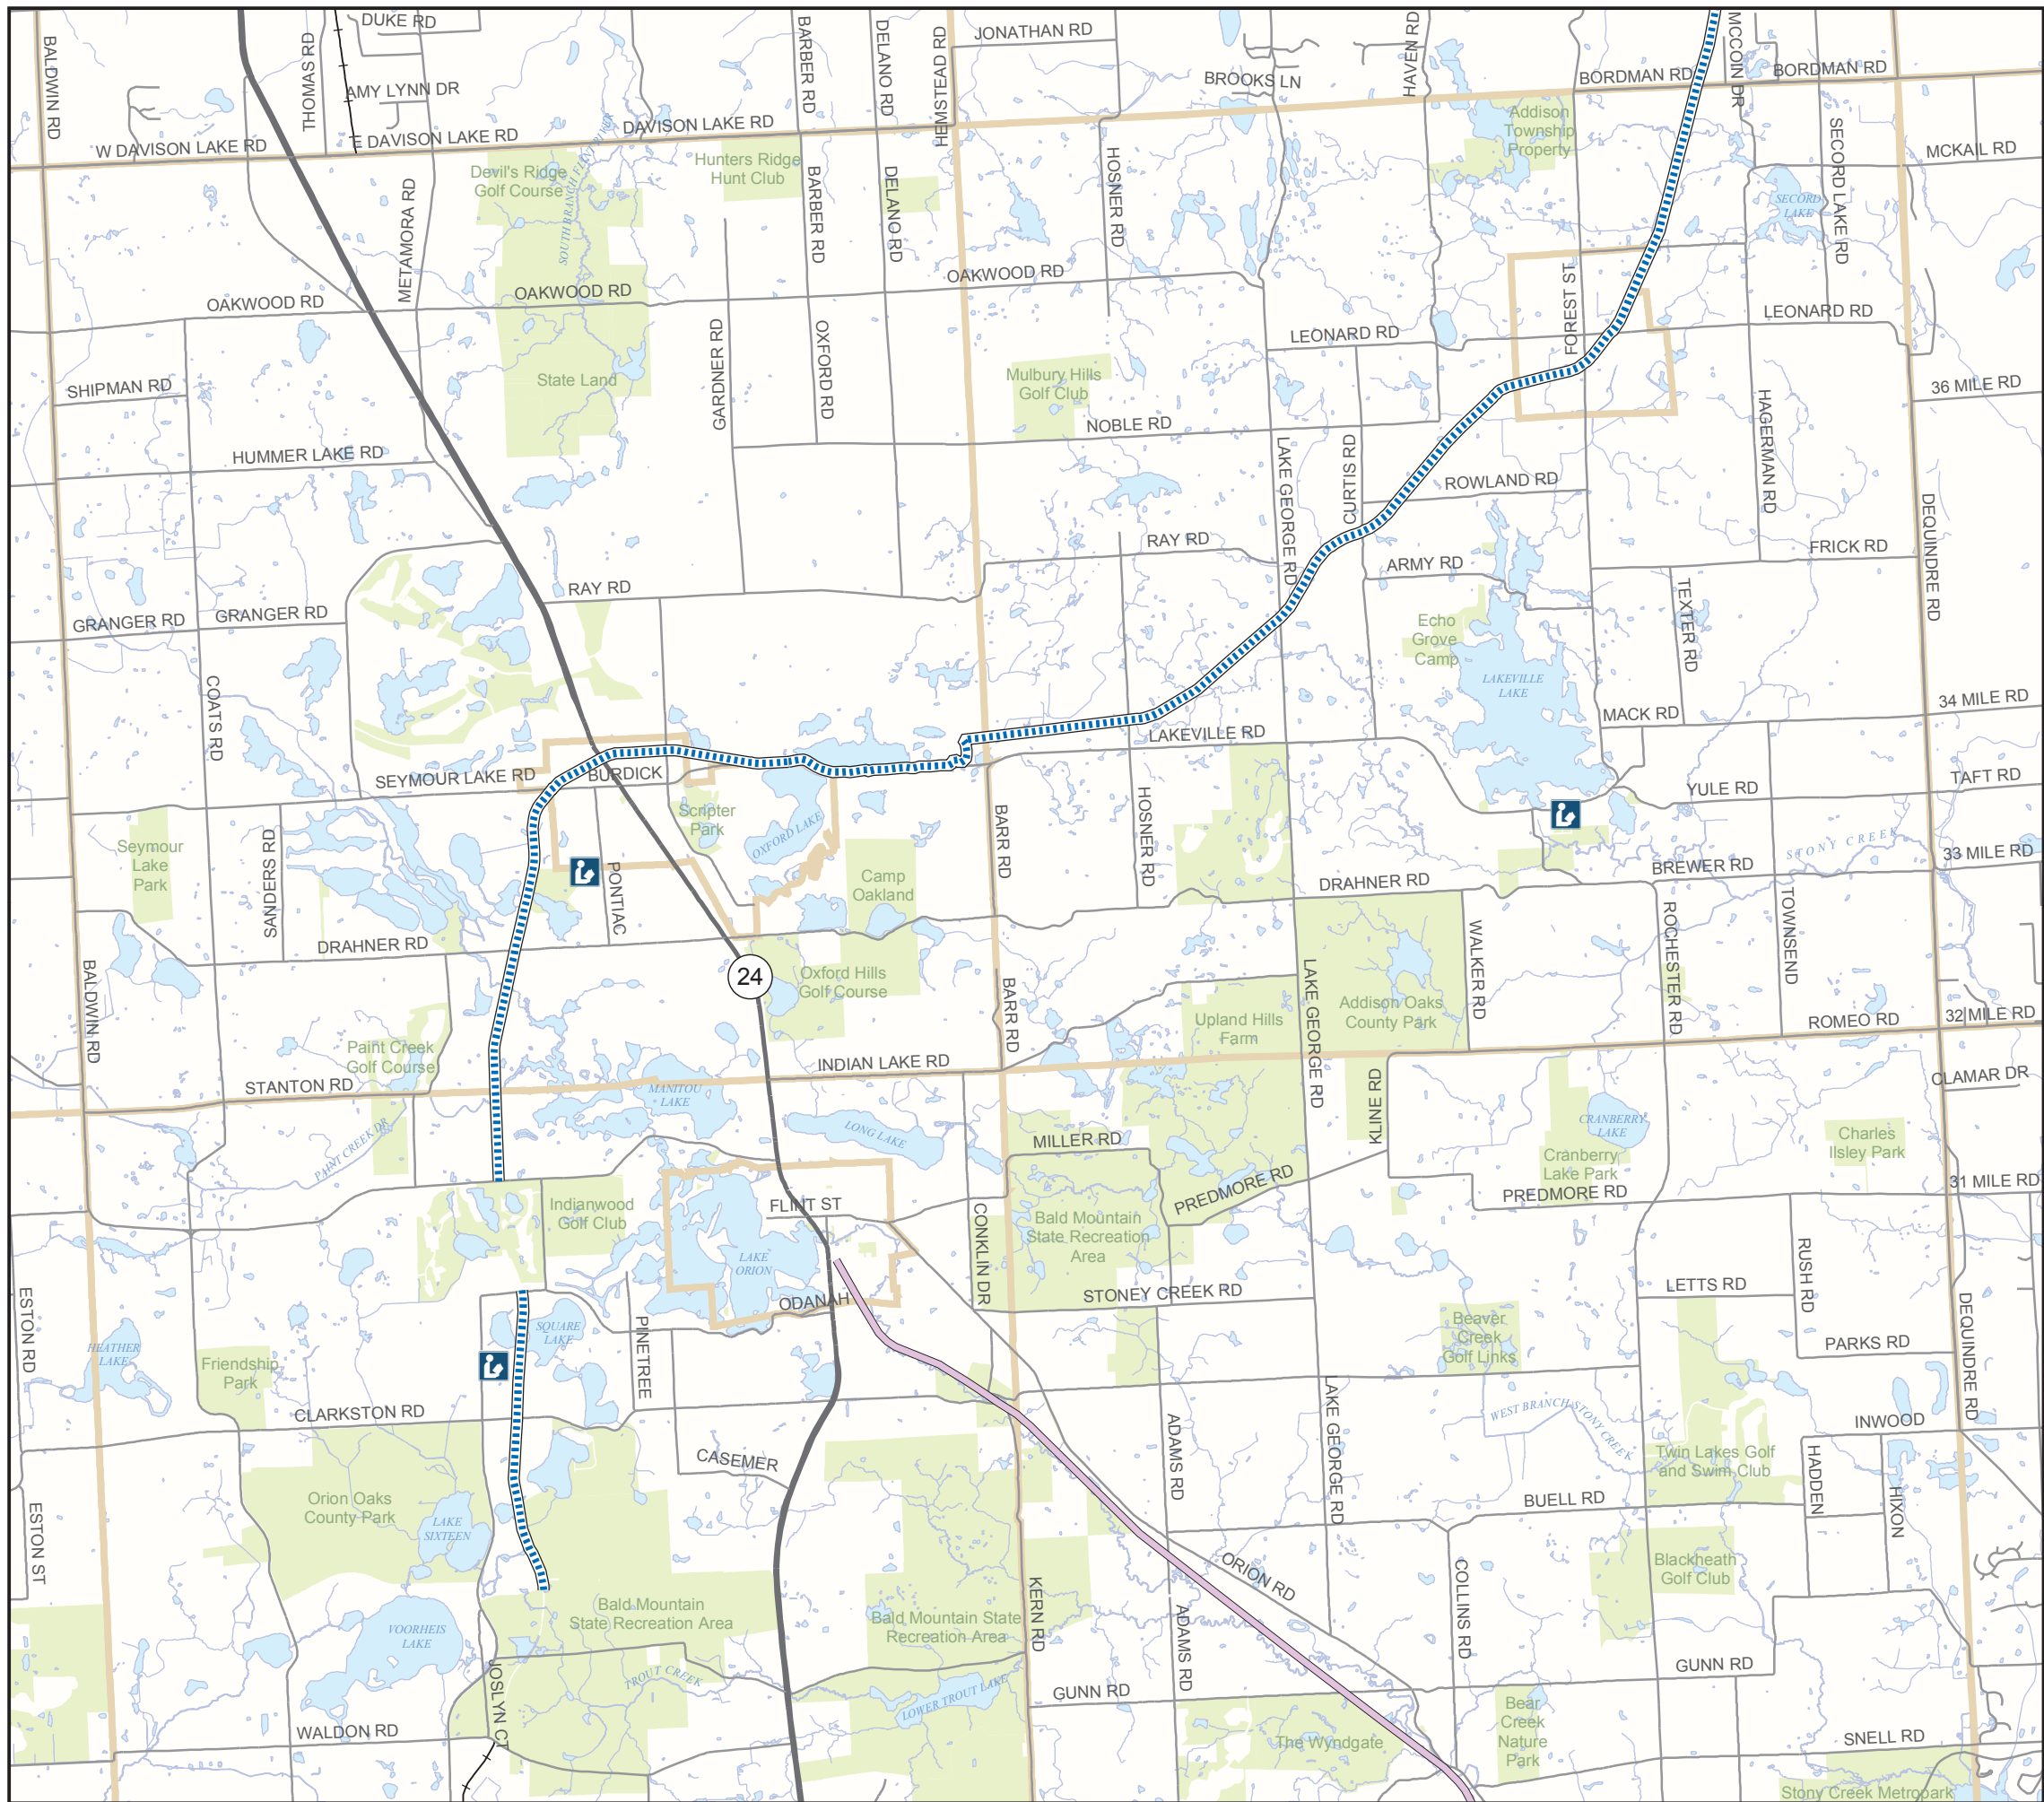 DUKE RD
BALDWIN RD
THOMAS RD
BARBER RD
DELANO RD
HEMSTEAD RD
JONATHAN RD
HAVEN RD
MCCOIN DR
BORDMAN RD
BORDMAN RD
BROOKS LN
AMY LYNN DR
W DAVISON LAKE RD
E DAVISON LAKE RD
DAVISON LAKE RD
Addison
Township
Property
SECOND LAKE RD
MCKAIL RD
Devil's Ridge
Golf Course
Hunters Ridge
Hunt Club
SOUTH BRANCH FLINT RIVER
METAMORA RD
BARBER RD
DELANO RD
HOSNER RD
SECORD
LAKE
OAKWOOD RD
OAKWOOD RD
OAKWOOD RD
FOREST ST
LEONARD RD
LEONARD RD
GARDNER RD
OXFORD RD
SHIPMAN RD
State Land
Mulbury Hills
Golf Club
36 MILE RD
NOBLE RD
HAGERMAN RD
HUMMER LAKE RD
LAKE GEORGE RD
CURTIS RD
ROWLAND RD
DEQUINDRE RD
RAY RD
FRICK RD
ARMY RD
RAY RD
TEXTER RD
GRANGER RD
GRANGER RD
Echo
Grove
Camp
COATS RD
LAKEVILLE
LAKE
34 MILE RD
MACK RD
LAKEVILLE RD
SEYMOUR LAKE RD
BURDICK
TAFT RD
YULE RD
Scripter
Park
OXFORD LAKE
BARR RD
HOSNER RD
SANDERS RD
Seymour
Lake
Park
STONY CREEK
33 MILE RD
BREWER RD
PONTIAC
Camp
Oakland
DRAHNER RD
DRAHNER RD
ROCHESTER RD
TOWNSEND
WALKER RD
BALDWIN RD
24
Oxford Hills
Golf Course
BARR RD
LAKE GEORGE RD
Addison Oaks
County Park
Upland Hills
Farm
32 MILE RD
ROMEO RD
Paint Creek
Golf Course
INDIAN LAKE RD
STANTON RD
MANITOU
LAKE
KLINE RD
CLAMAR DR
PAINT CREEK DR
LONG LAKE
MILLER RD
CRANBERRY
LAKE
Charles
Ilsley Park
Cranberry
Lake Park
PREDMORE RD
PREDMORE RD
31 MILE RD
Indianwood
Golf Club
FLINT ST
CONKLIN DR
Bald Mountain
State Recreation
Area
LAKE
ORION
RUSH RD
LETTS RD
ESTON RD
ODANAH
STONEY CREEK RD
DEQUINDRE RD
SQUARE
LAKE
PINETREE
Beaver
Creek
Golf Links
PARKS RD
HEATHER
LAKE
Friendship
Park
CLARKSTON RD
LAKE GEORGE RD
WEST BRANCH STONY CREEK
INWOOD
ADAMS RD
CASEMER
Twin Lakes Golf
and Swim Club
HADDEN
HIXON
Orion Oaks
County Park
BUELL RD
ESTON ST
LAKE
SIXTEEN
ORION RD
COLLINS RD
Blackheath
Golf Club
KERN RD
Bald Mountain
State Recreation Area
Bald Mountain State
Recreation Area
ADAMS RD
VOORHEIS
LAKE
JOSLYN CT
TROUT CREEK
LOWER TROUT LAKE
GUNN RD
GUNN RD
Bear
Creek
Nature
Park
WALDON RD
The Wyndgate
SNELL RD
Stony Creek Metropark